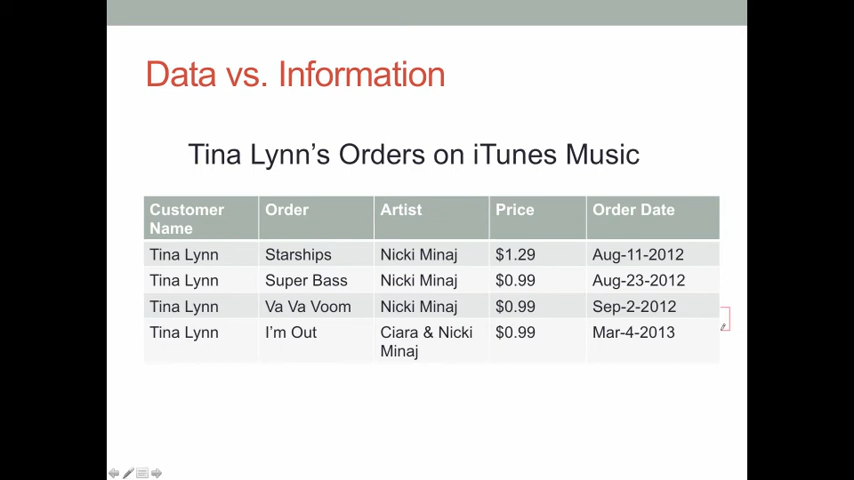 Data vs. Information
Tina Lynn's Orders on iTunes Music
Customer Name Order Artist Price Order Date
Tina Lynn Starships Nicki Minaj $1.29 Aug-11-2012
Tina Lynn Super Bass Nicki Minaj $0.99 Aug-23-2012
Tina Lynn Va Va Voom Nicki Minaj $0.99 Sep-2-2012
Tina Lynn I'm Out Ciara & Nicki Minaj $0.99 Mar-4-2013